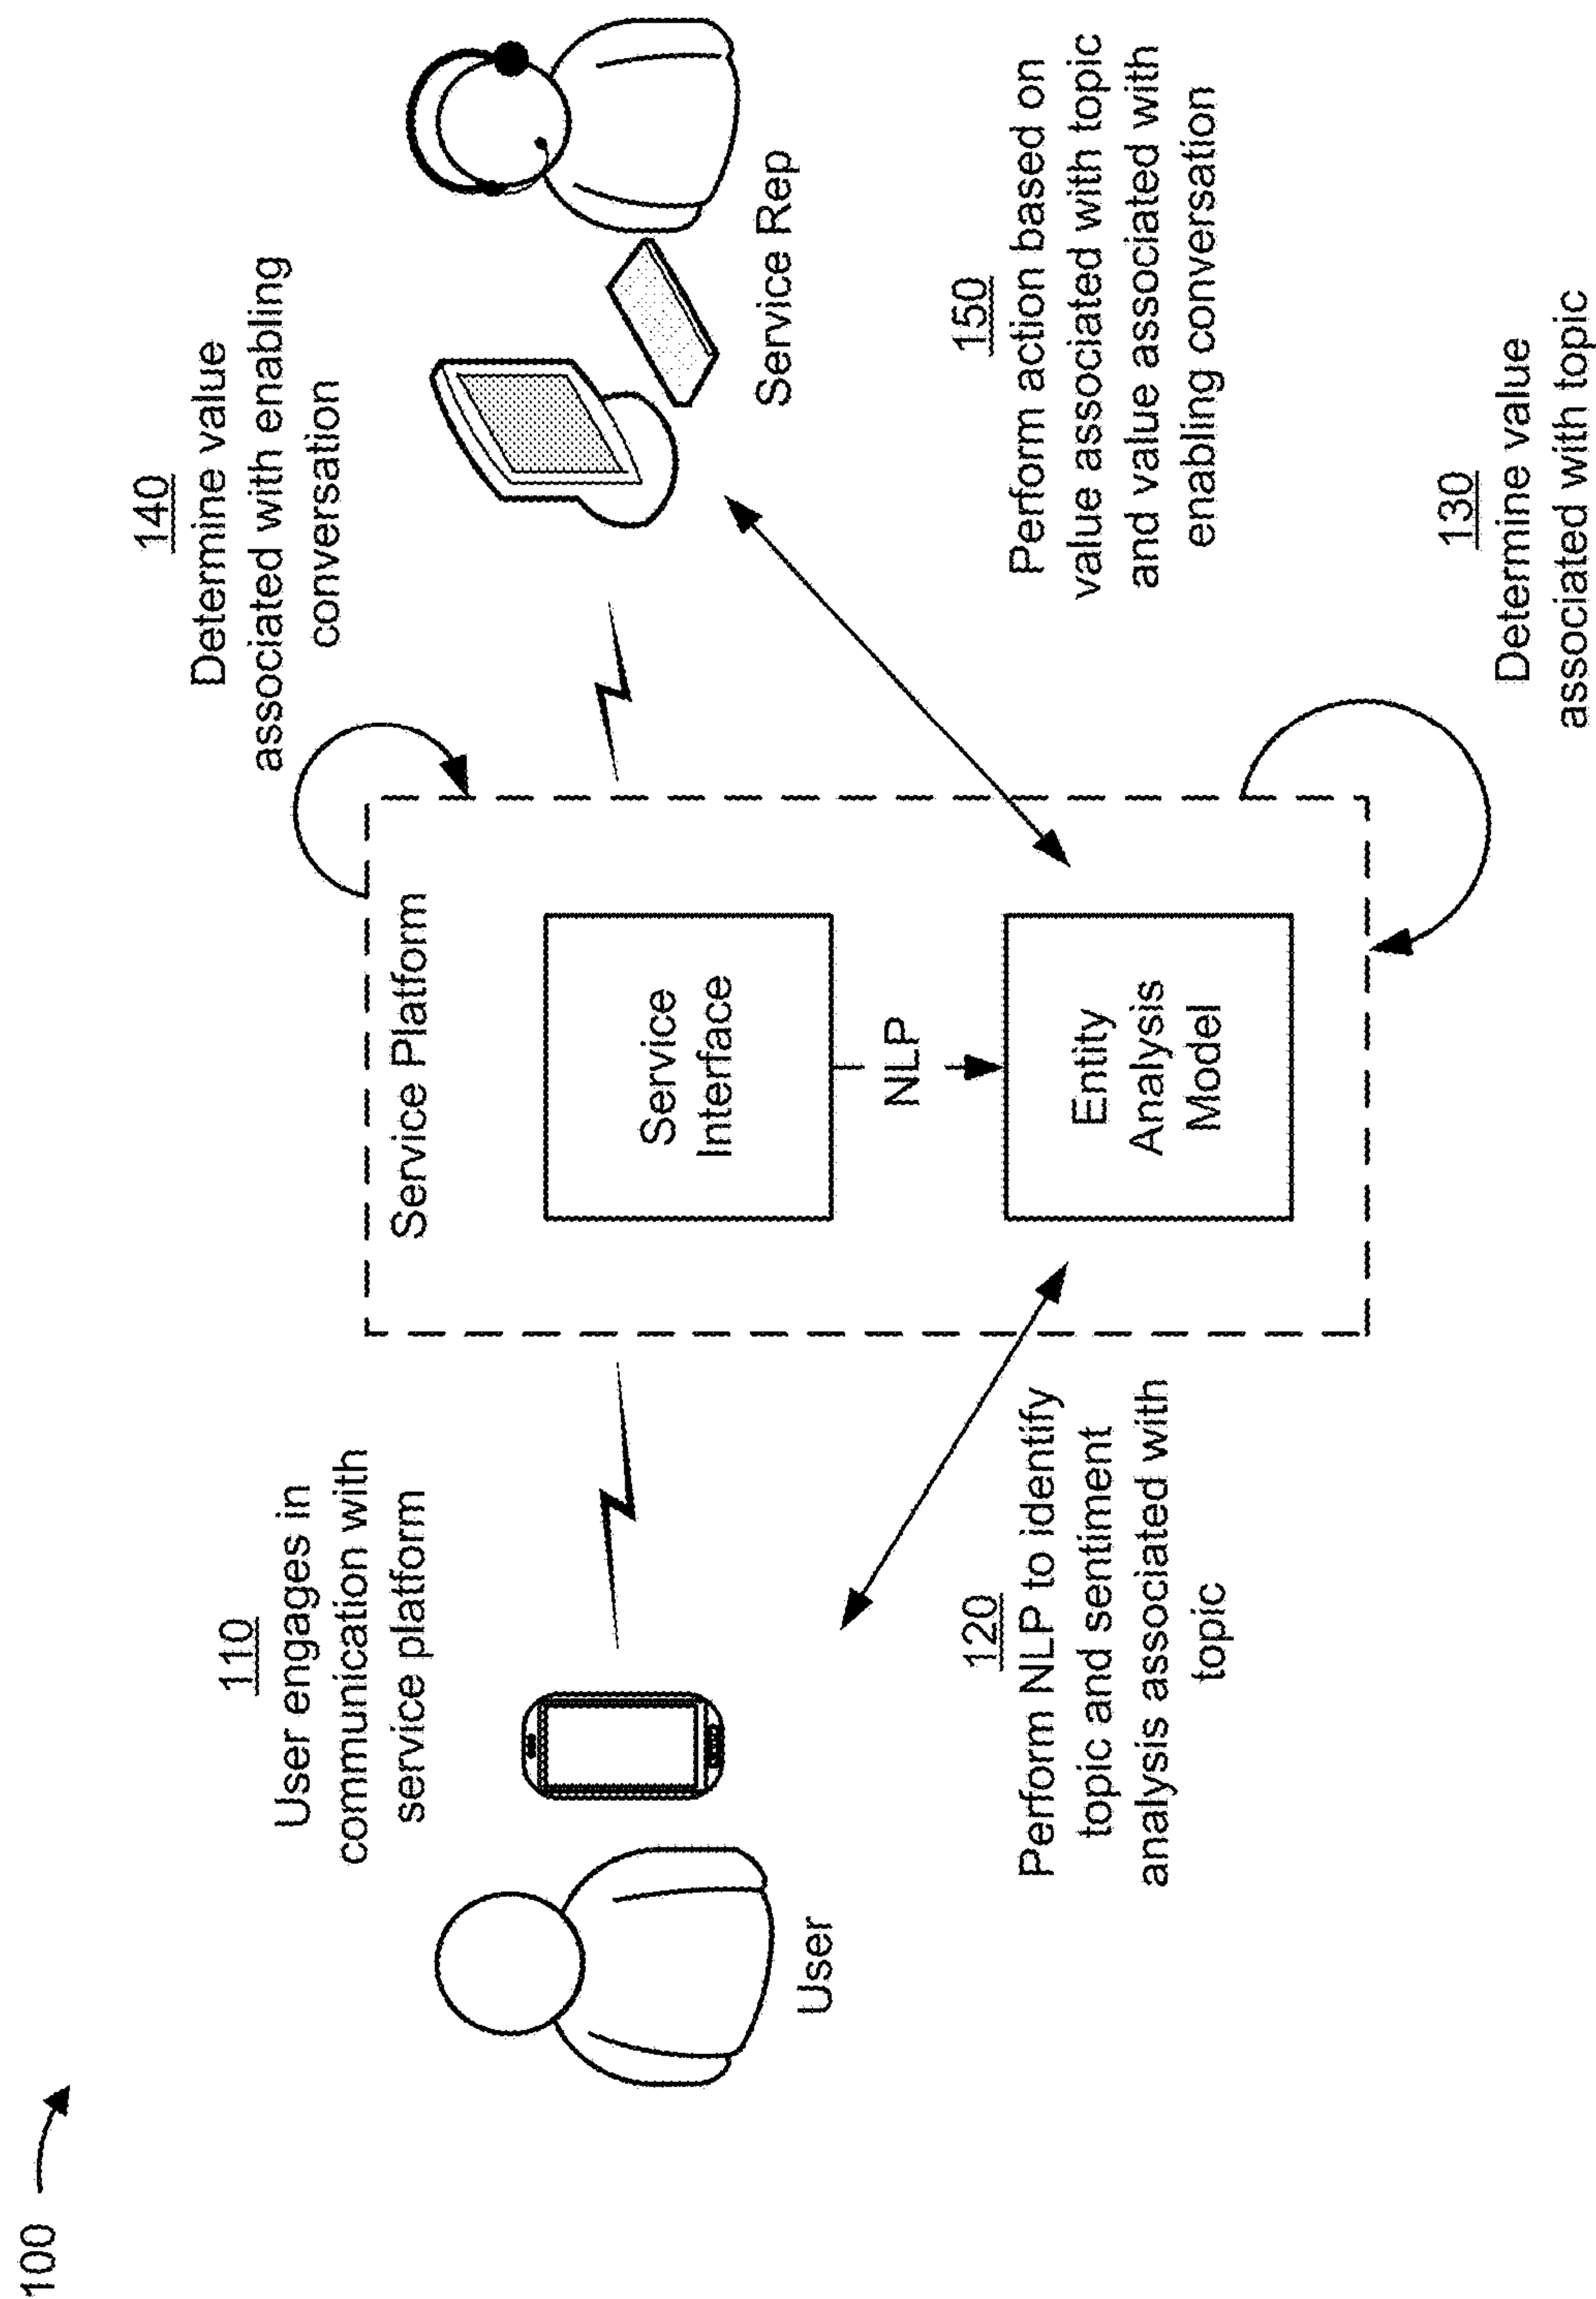 100
110
User engages in
communication with
service platform
140
Determine value
associated with enabling
conversation
Service Platform
Service
Interface
NLP
Entity
Analysis
Model
User
Service Rep
120
Perform NLP to identify
topic and sentiment
analysis associated with
topic
150
Perform action based on
value associated with topic
and value associated with
enabling conversation
130
Determine value
associated with topic